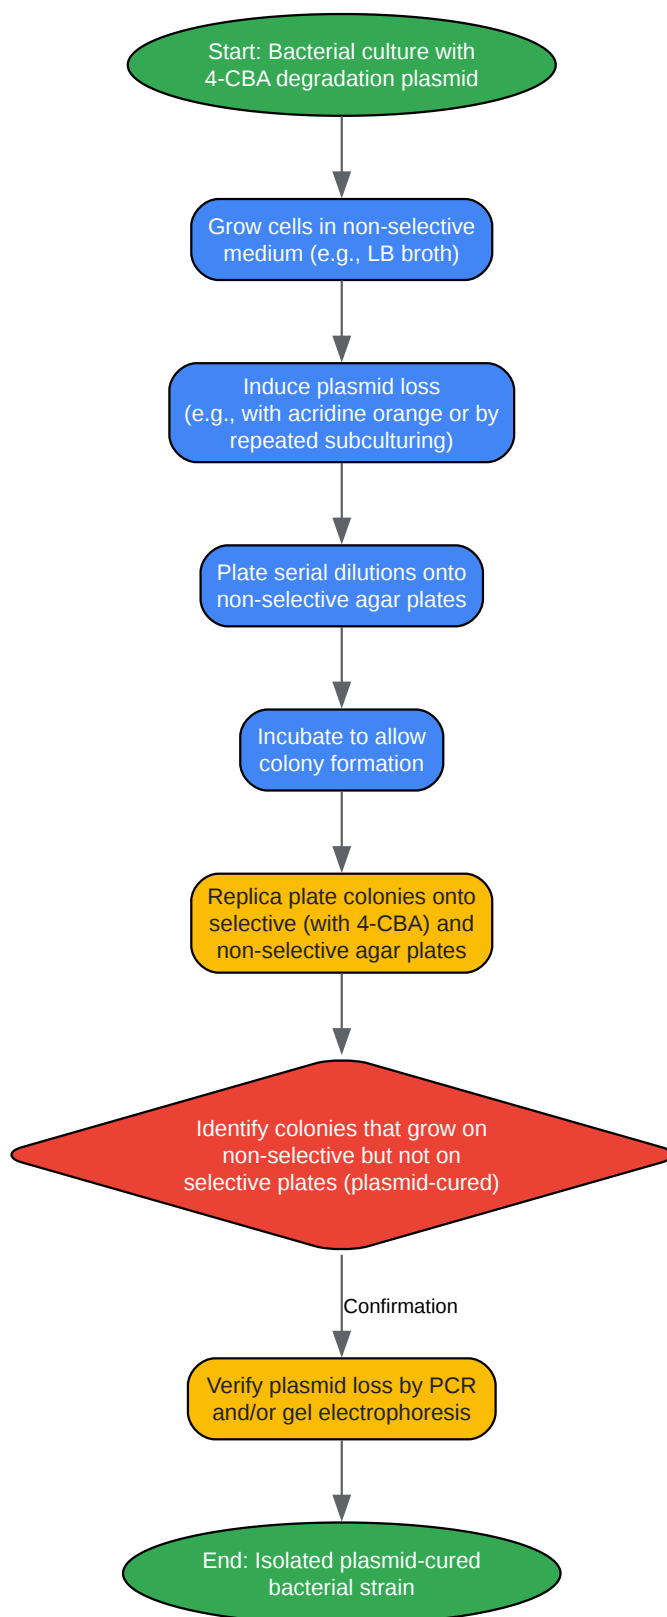 Start: Bacterial culture with
4-CBA degradation plasmid
Grow cells in non-selective
medium (e.g., LB broth)
Induce plasmid loss
(e.g., with acridine orange or by
repeated subculturing)
Plate serial dilutions onto
non-selective agar plates
Incubate to allow
colony formation
Replica plate colonies onto
selective (with 4-CBA) and
non-selective agar plates
Identify colonies that grow on
non-selective but not on
selective plates (plasmid-cured)
Confirmation
Verify plasmid loss by PCR
and/or gel electrophoresis
End: Isolated plasmid-cured
bacterial strain